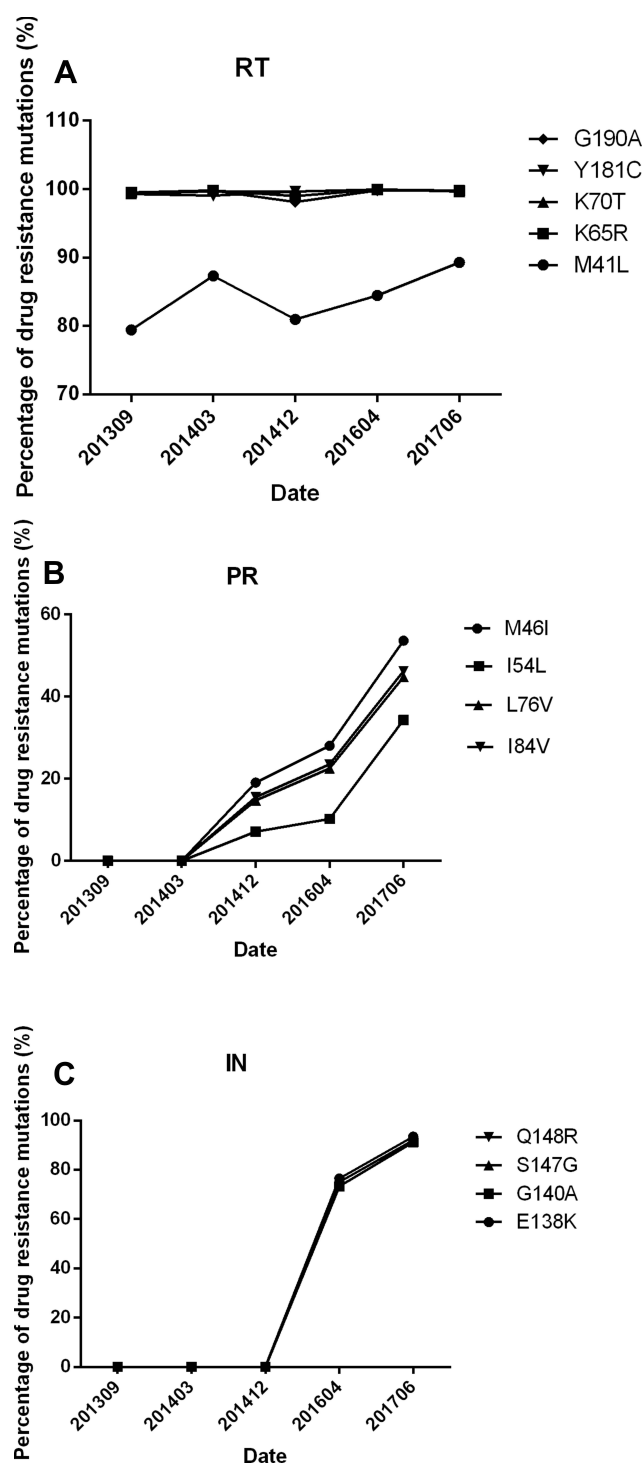 A
RT
Percentage of drug resistance mutations (%)
110
100
90
80
70
201309
201403
201412
201604
201706
Date
G190A
Y181C
K70T
K65R
M41L
B
PR
Percentage of drug resistance mutations (%)
60
40
20
0
201309
201403
201412
201604
201706
Date
M46I
I54L
L76V
I84V
C
IN
Percentage of drug resistance mutations (%)
100
80
60
40
20
0
201309
201403
201412
201604
201706
Date
Q148R
S147G
G140A
E138K